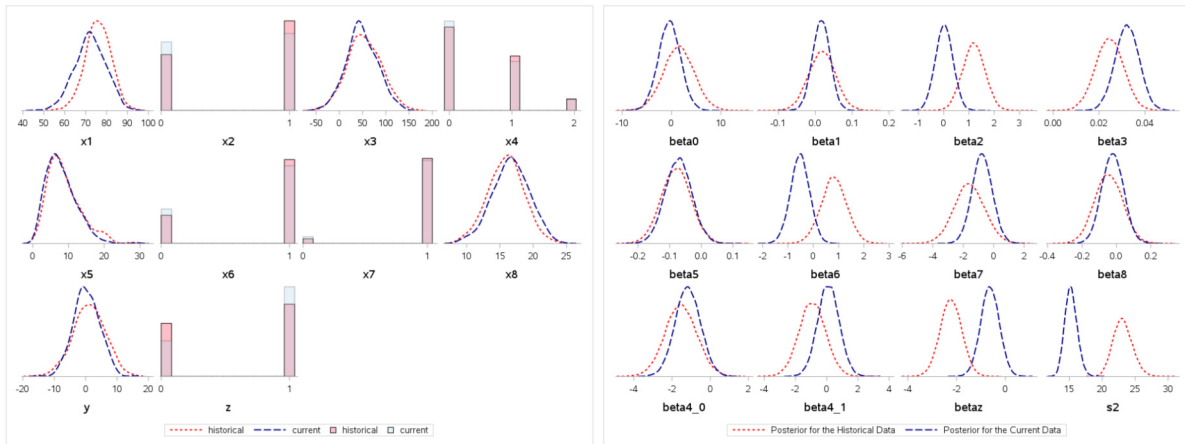 40 50 60 70 80 90 100 0 1 -50 0 50 100 150 200 0 1 2
x1 x2 x3 x4
0 10 20 30 0 1 0 1 10 15 20 25
x5 x6 x7 x8
-20 -10 0 10 20 0 1
y z
historical current historical current
-10 0 10 -0.1 0.0 0.1 0.2 -2 -1 0 1 2 3 0.00 0.02 0.04
beta0 beta1 beta2 beta3
-0.2 -0.1 0.0 0.1 -2 -1 0 1 2 3 -6 -4 -2 0 2 -0.4 -0.2 0.0 0.2
beta5 beta6 beta7 beta8
-4 -2 0 2 -4 -2 0 2 4 -4 -2 0 15 20 25 30
beta4_0 beta4_1 betaz s2
Posterior for the Historical Data Posterior for the Current Data